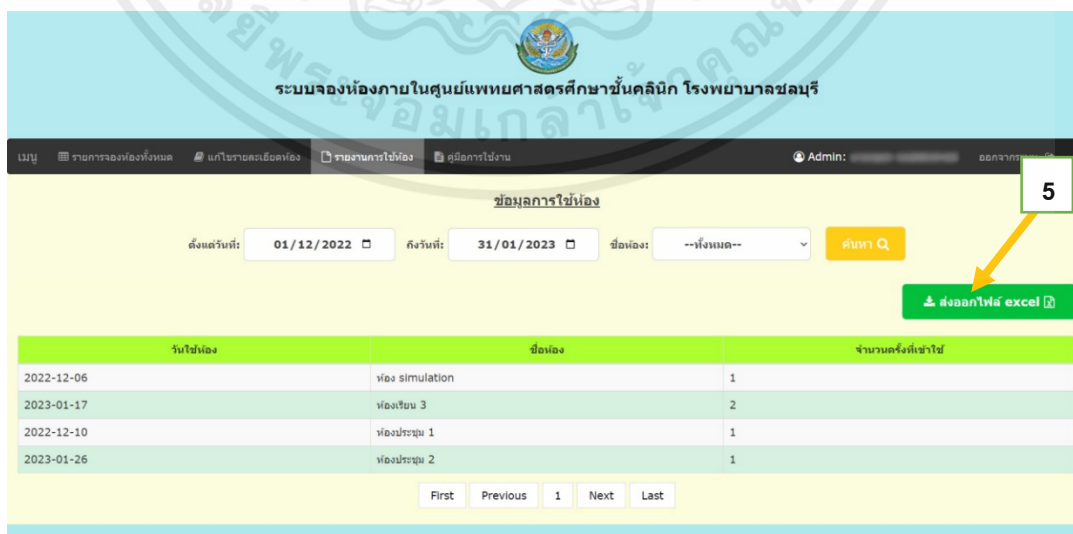 ระบบจองห้องภายในศูนย์แพทยศาสตรศึกษาชั้นคลินิก โรงพยาบาลชลบุรี
เมนู รายการจองห้องทั้งหมด แก้ไขรายละเอียดห้อง รายงานการใช้ห้อง คู่มือการใช้งาน Admin:
5
ข้อมูลการใช้ห้อง
ตั้งแต่วันที่: 01/12/2022 ถึงวันที่: 31/01/2023 ชื่อห้อง: --ทั้งหมด-- ค้นหา
ส่งออกไฟล์ excel
วันใช้ห้อง ชื่อห้อง จำนวนครั้งที่เข้าใช้
2022-12-06 ห้อง simulation 1
2023-01-17 ห้องเรียน 3 2
2022-12-10 ห้องประชุม 1 1
2023-01-26 ห้องประชุม 2 1
First Previous 1 Next Last